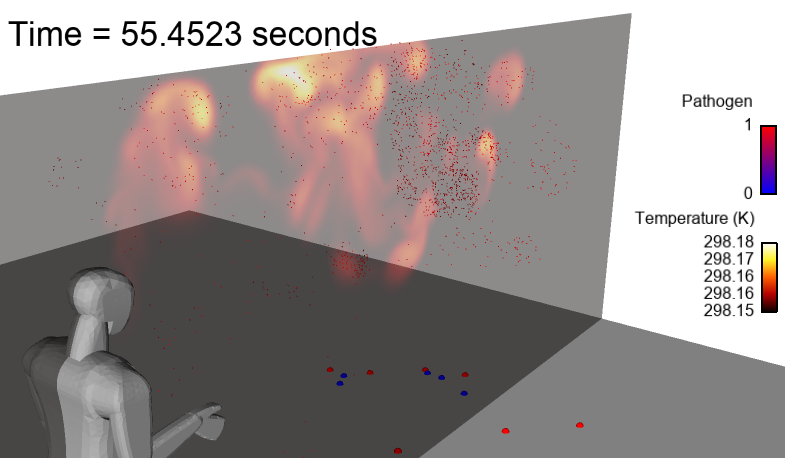 Time = 55.4523 seconds
Pathogen
1
0
Temperature (K)
298.18
298.17
298.16
298.16
298.15